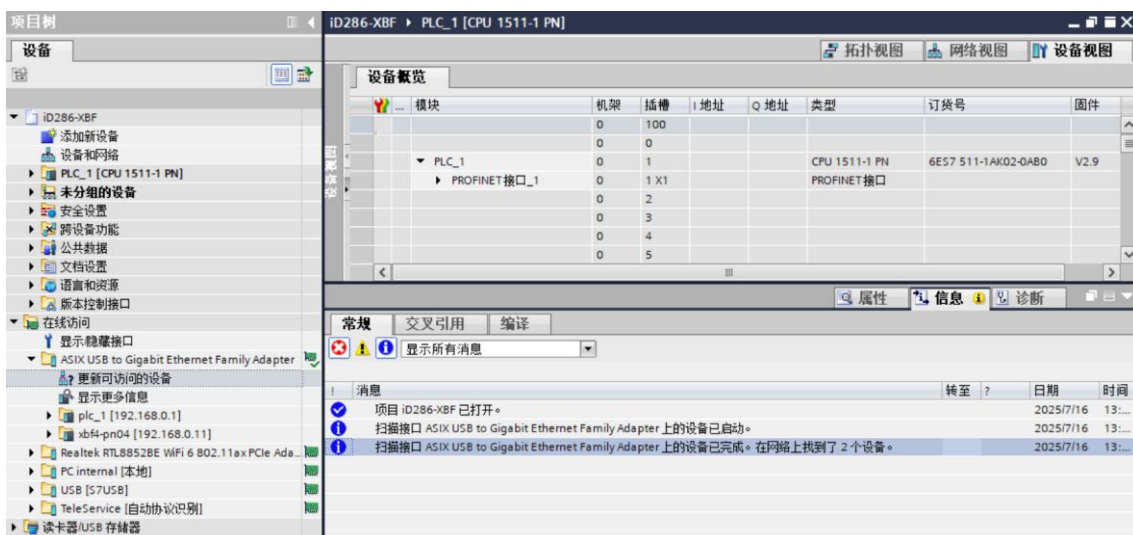 项目树
设备
iD286-XBF
添加新设备
设备和网络
PLC_1 [CPU 1511-1 PN]
未分组的设备
安全设置
跨设备功能
公共数据
文档设置
语言和资源
版本控制接口
在线访问
显示/隐藏接口
ASIX USB to Gigabit Ethernet Family Adapter
更新可访问的设备
显示更多信息
plc_1 [192.168.0.1]
xbf4-pn04 [192.168.0.11]
Realtek RTL8852BE WiFi 6 802.11ax PCIe Ada...
PC internal [本地]
USB [S7USB]
TeleService [自动协议识别]
读卡器/USB 存储器
iD286-XBF PLC_1 [CPU 1511-1 PN]
拓扑视图 网络视图 设备视图
设备概览
... 模块 机架 插槽 I 地址 Q 地址 类型 订货号 固件
0 100
0 0
PLC_1 0 1 CPU 1511-1 PN 6ES7 511-1AK02-0AB0 V2.9
PROFINET接口_1 0 1 X1 PROFINET接口
0 2
0 3
0 4
0 5
属性 信息 诊断
常规 交叉引用 编译
显示所有消息
! 消息 转至 ? 日期 时间
项目 iD286-XBF 已打开。 2025/7/16 13:...
扫描接口 ASIX USB to Gigabit Ethernet Family Adapter 上的设备已启动。 2025/7/16 13:...
扫描接口 ASIX USB to Gigabit Ethernet Family Adapter 上的设备已完成。在网络上找到了 2 个设备。 2025/7/16 13:...